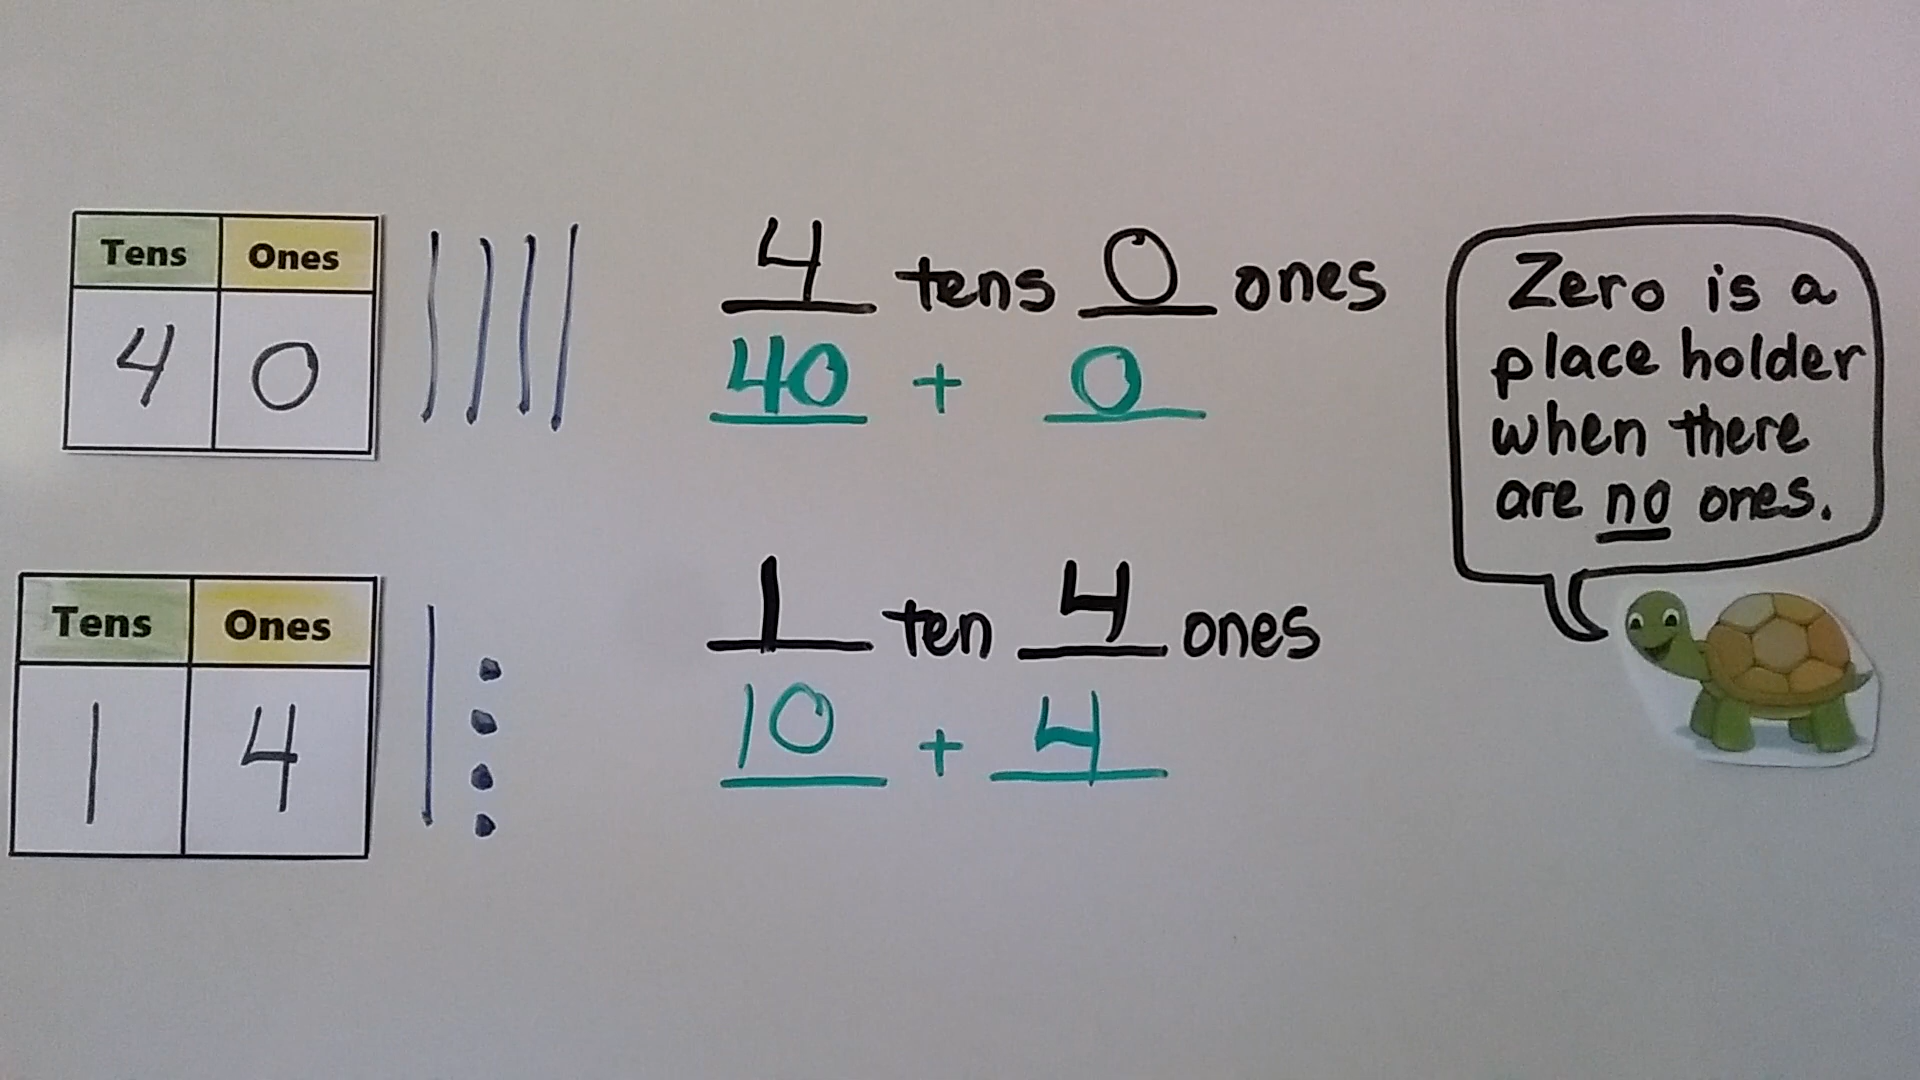 Tens Ones
4 0
4 tens 0 ones
40 + 0
Zero is a
place holder
when there
are no ones.
Tens Ones
1 4
1 ten 4 ones
10 + 4